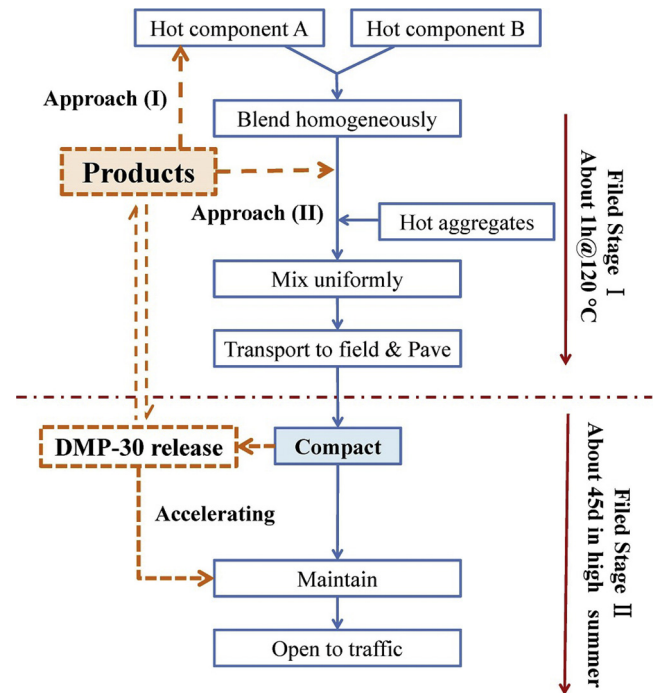 Hot component A
Hot component B
Approach (I)
Blend homogeneously
Products
Approach (II)
Hot aggregates
Mix uniformly
Transport to field & Pave
Filed Stage Ⅰ
About 1h@120 °C
DMP-30 release
Compact
Accelerating
Maintain
Open to traffic
Filed Stage Ⅱ
About 45d in high summer